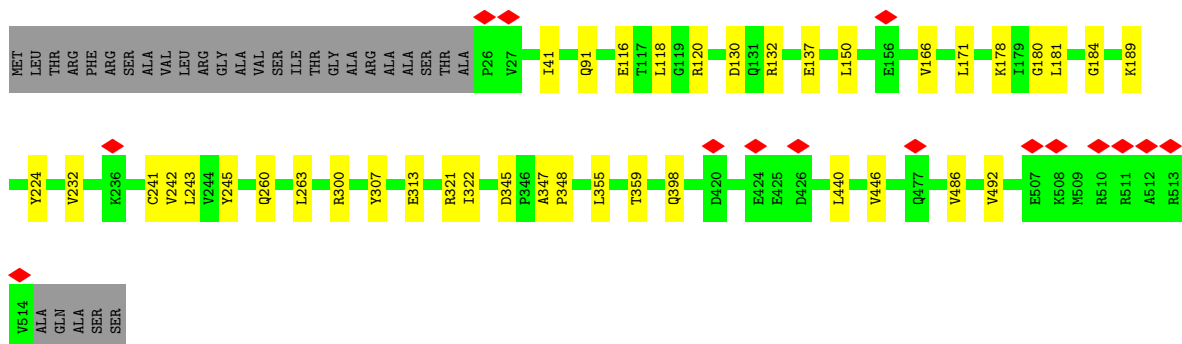 MET LEU THR ARG PHE ARG SER ALA VAL LEU ARG GLY ALA VAL SER ILE THR GLY ALA ARG ALA ALA SER THR ALA P26 V27 I41 Q91 E116 T117 L118 G119 R120 D130 Q131 R132 E137 L150 E156 V166 L171 K178 I179 G180 L181 G184 K189
Y224 V232 K236 C241 V242 L243 V244 Y245 Q260 L263 R300 Y307 E313 R321 I322 D345 P346 A347 P348 L355 T359 Q398 D420 E424 E425 D426 L440 V446 Q477 V486 V492 E507 K508 M509 R510 R511 A512 R513
V514 ALA GLN ALA SER SER